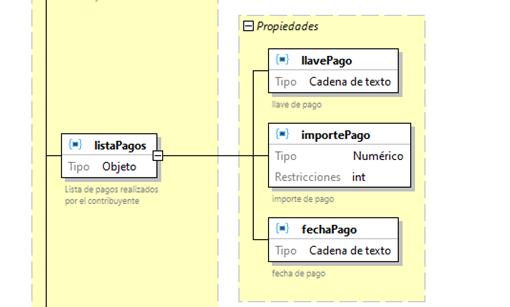 Propiedades
llavePago
Tipo Cadena de texto
llave de pago
importePago
Tipo Numérico
Restricciones int
importe de pago
listaPagos
Tipo Objeto
Lista de pagos realizados
por el contribuyente
fechaPago
Tipo Cadena de texto
fecha de pago